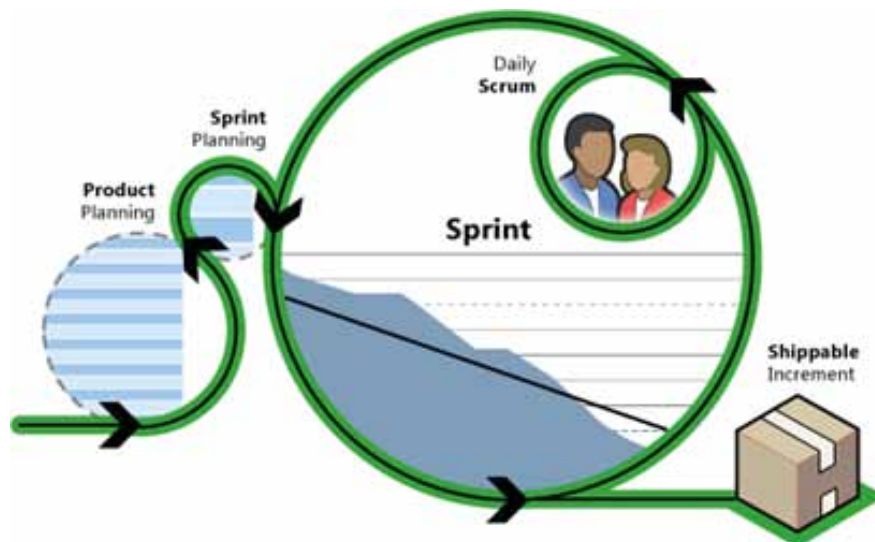 Daily
Scrum
Sprint
Planning
Product
Planning
Sprint
Shippable
Increment